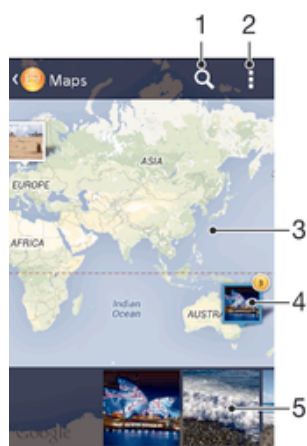 1 2
Maps
ASIA
EUROPE
3
AFRICA
4
Indian
Ocean
AUSTRA
5
Google